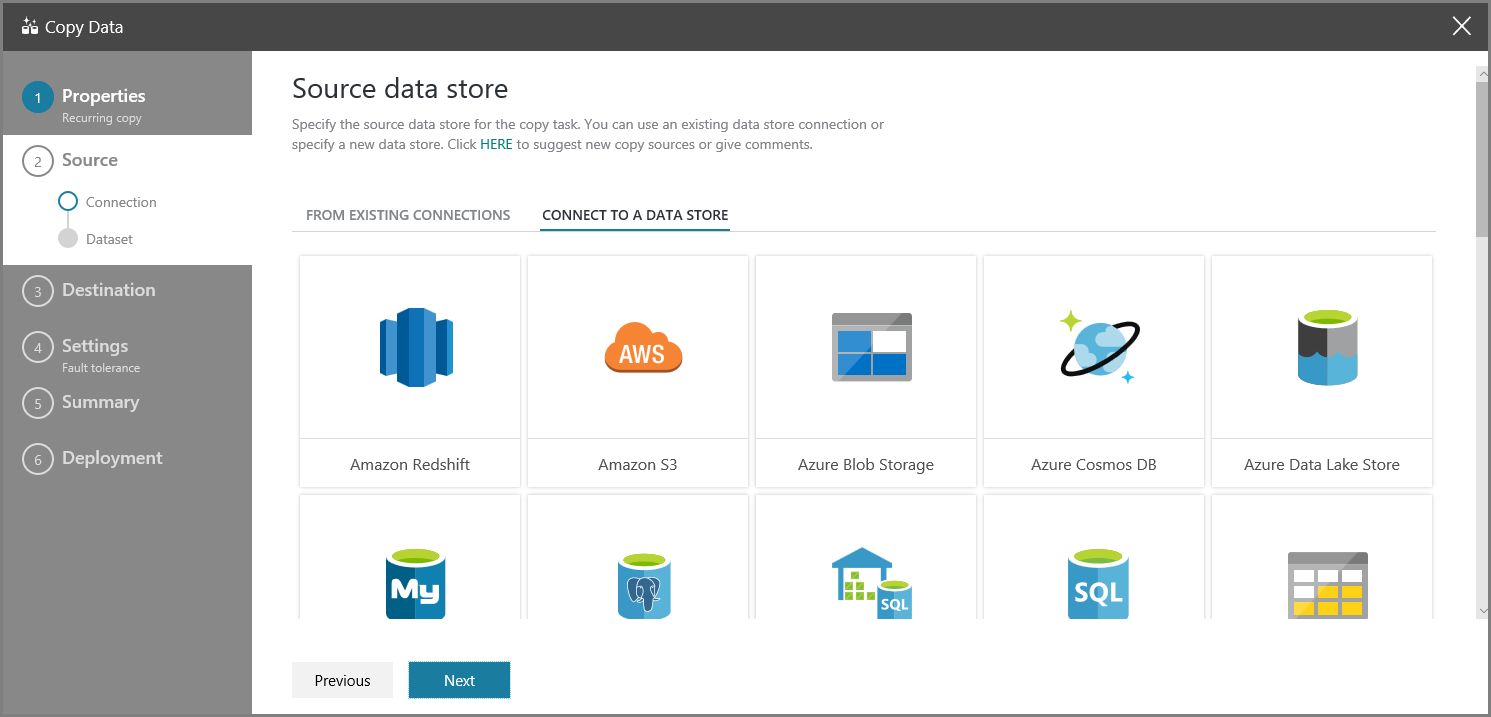 Copy Data
1 Properties
Recurring copy
2 Source
Connection
Dataset
3 Destination
4 Settings
Fault tolerance
5 Summary
6 Deployment
Source data store
Specify the source data store for the copy task. You can use an existing data store connection or
specify a new data store. Click HERE to suggest new copy sources or give comments.
FROM EXISTING CONNECTIONS CONNECT TO A DATA STORE
AWS
Amazon Redshift Amazon S3 Azure Blob Storage Azure Cosmos DB Azure Data Lake Store
My SQL SQL
Previous Next